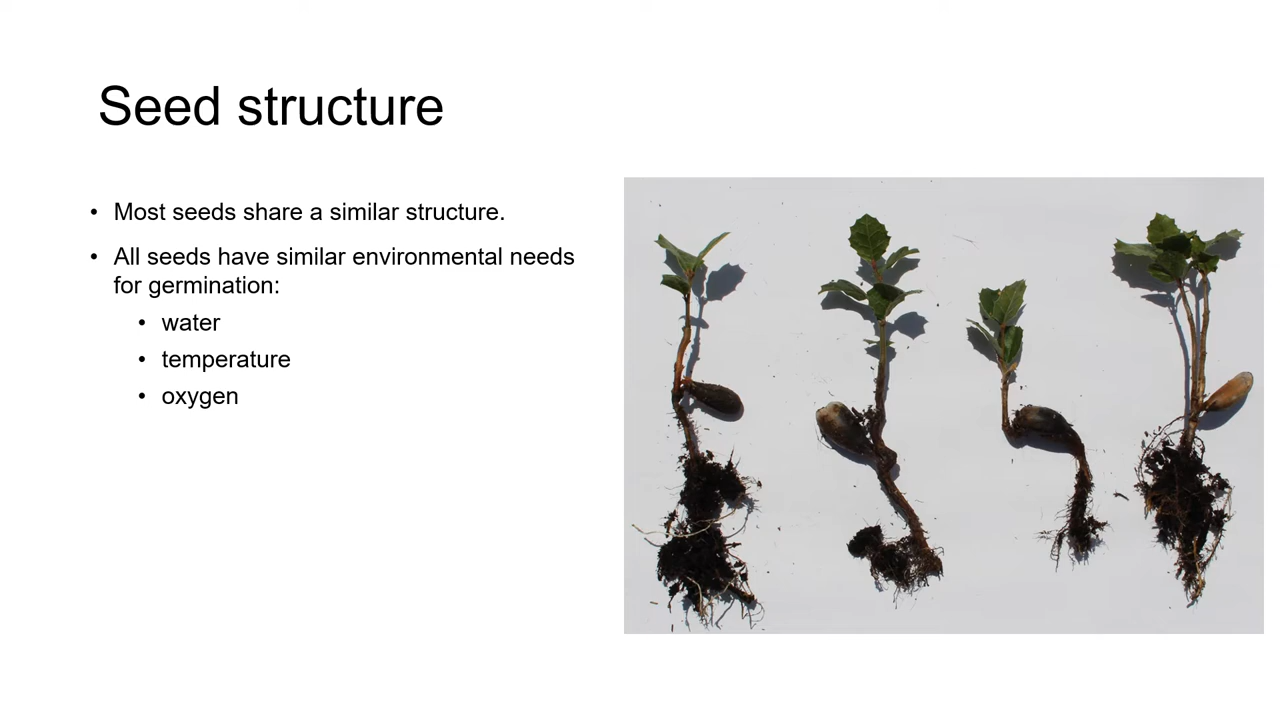 Seed structure
• Most seeds share a similar structure.
• All seeds have similar environmental needs
for germination:
• water
• temperature
• oxygen